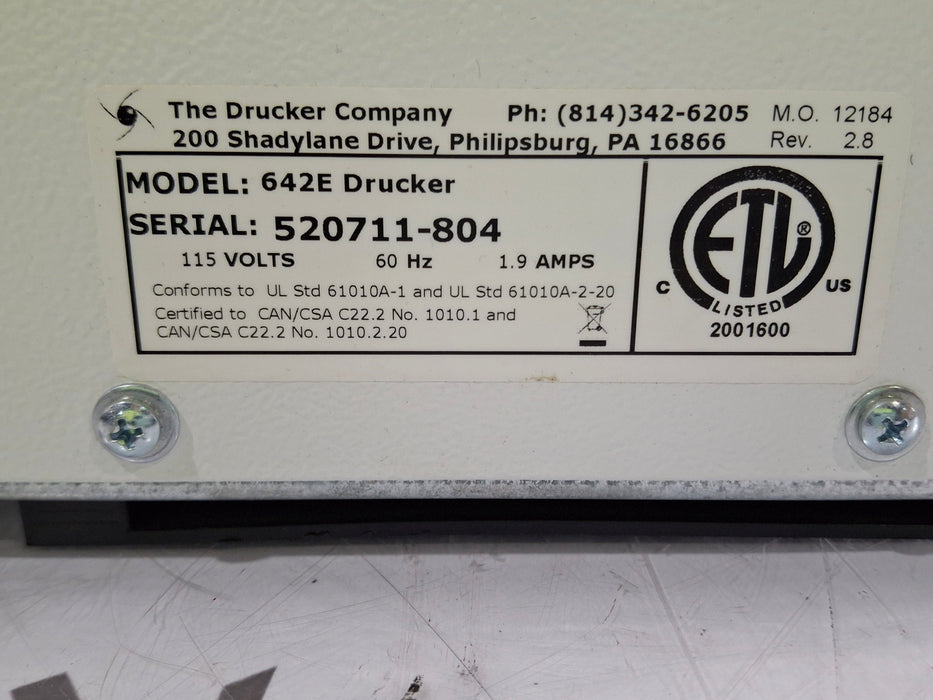 The Drucker Company Ph: (814)342-6205 M.O. 12184
200 Shadylane Drive, Philipsburg, PA 16866 Rev. 2.8
MODEL: 642E Drucker
SERIAL: 520711-804
115 VOLTS 60 Hz 1.9 AMPS
Conforms to UL Std 61010A-1 and UL Std 61010A-2-20
Certified to CAN/CSA C22.2 No. 1010.1 and
CAN/CSA C22.2 No. 1010.2.20
ETL®
C US
LISTED
2001600